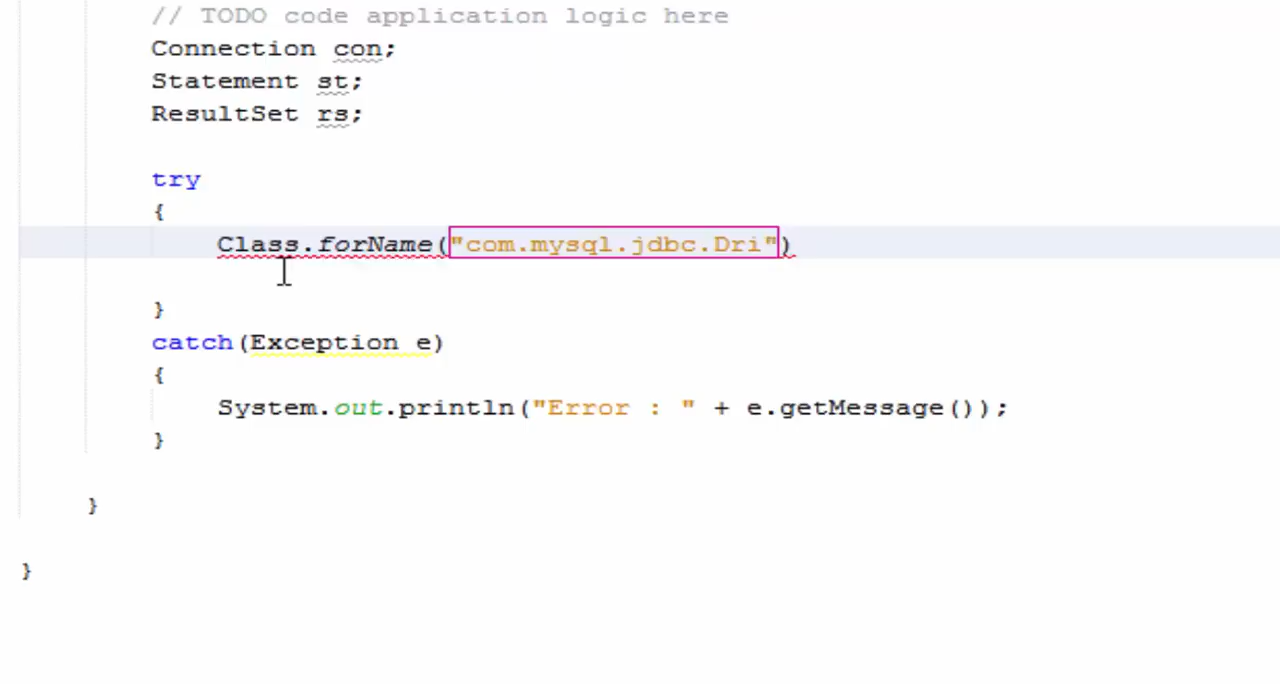 // TODO code application logic here
Connection con;
Statement st;
ResultSet rs;
try
{
Class.forName("com.mysql.jdbc.Dri")
}
catch(Exception e)
{
System.out.println("Error : " + e.getMessage());
}
}
}